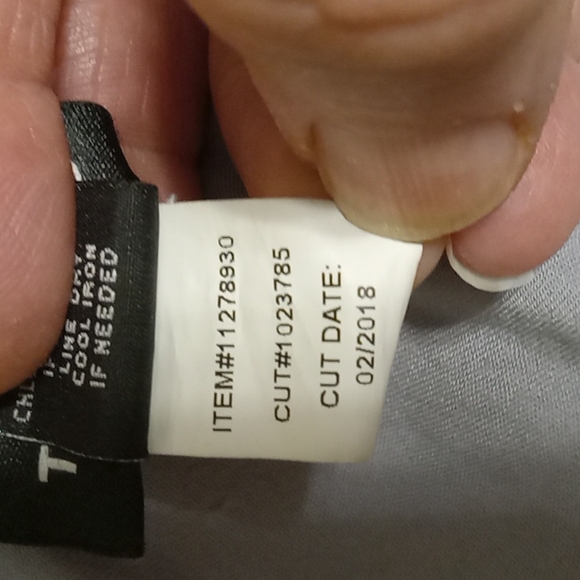 ITEM#11278930
CUT#1023785
CUT DATE:
02/2018
LINE DRY
COOL IRON
IF NEEDED
T